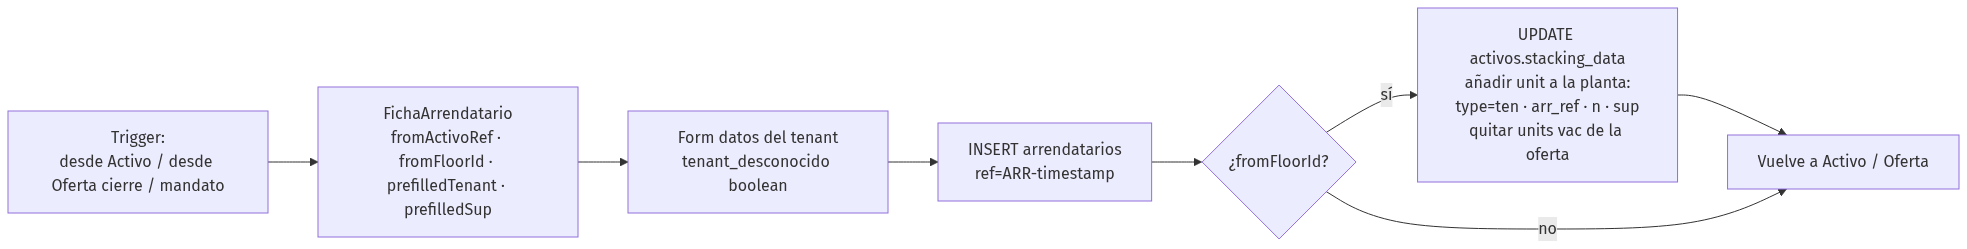 Trigger:
desde Activo / desde
Oferta cierre / mandato
FichaArrendatario
fromActivoRef ·
fromFloorId ·
prefilledTenant ·
prefilledSup
Form datos del tenant
tenant_desconocido
boolean
INSERT arrendatarios
ref=ARR-timestamp
¿fromFloorId?
sí
UPDATE
activos.stacking_data
añadir unit a la planta:
type=ten · arr_ref · n · sup
quitar units vac de la
oferta
no
Vuelve a Activo / Oferta